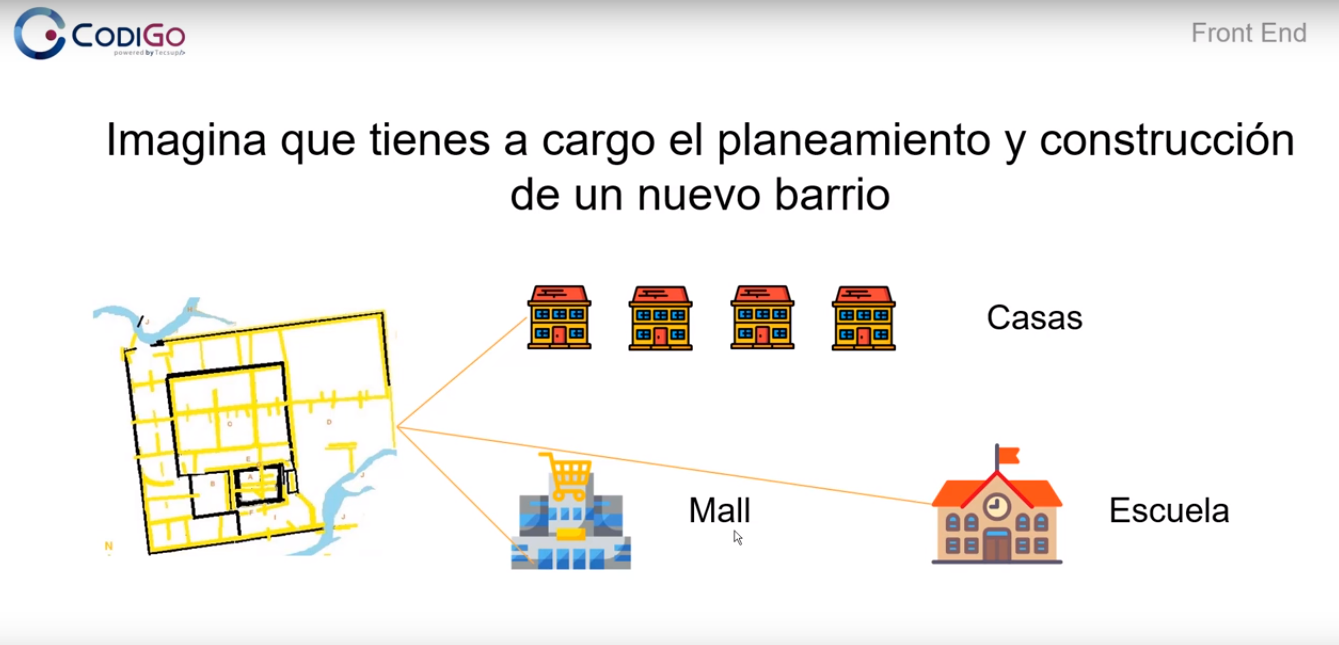 CODIGO
powered by Tecsup
Front End
Imagina que tienes a cargo el planeamiento y construcción
de un nuevo barrio
Casas
Mall
Escuela
N
C
D
E
B
A
I
J